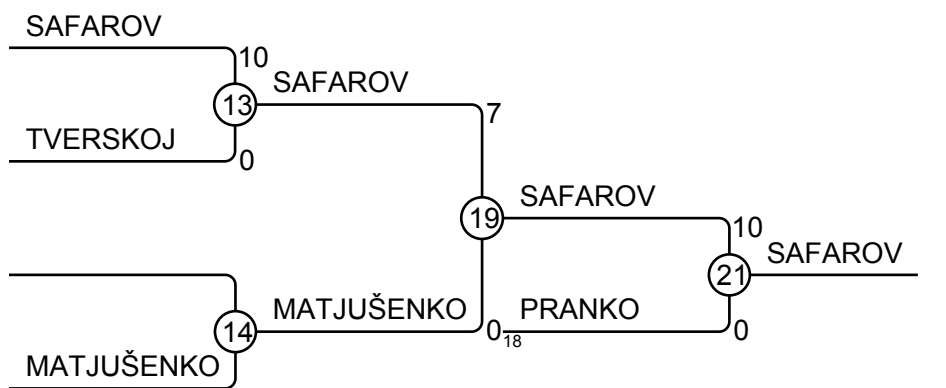 SAFAROV
10
13
SAFAROV
7
TVERSKOJ
0
19
SAFAROV
10
21
SAFAROV
14
MATJUŠENKO
0
18
PRANKO
0
MATJUŠENKO